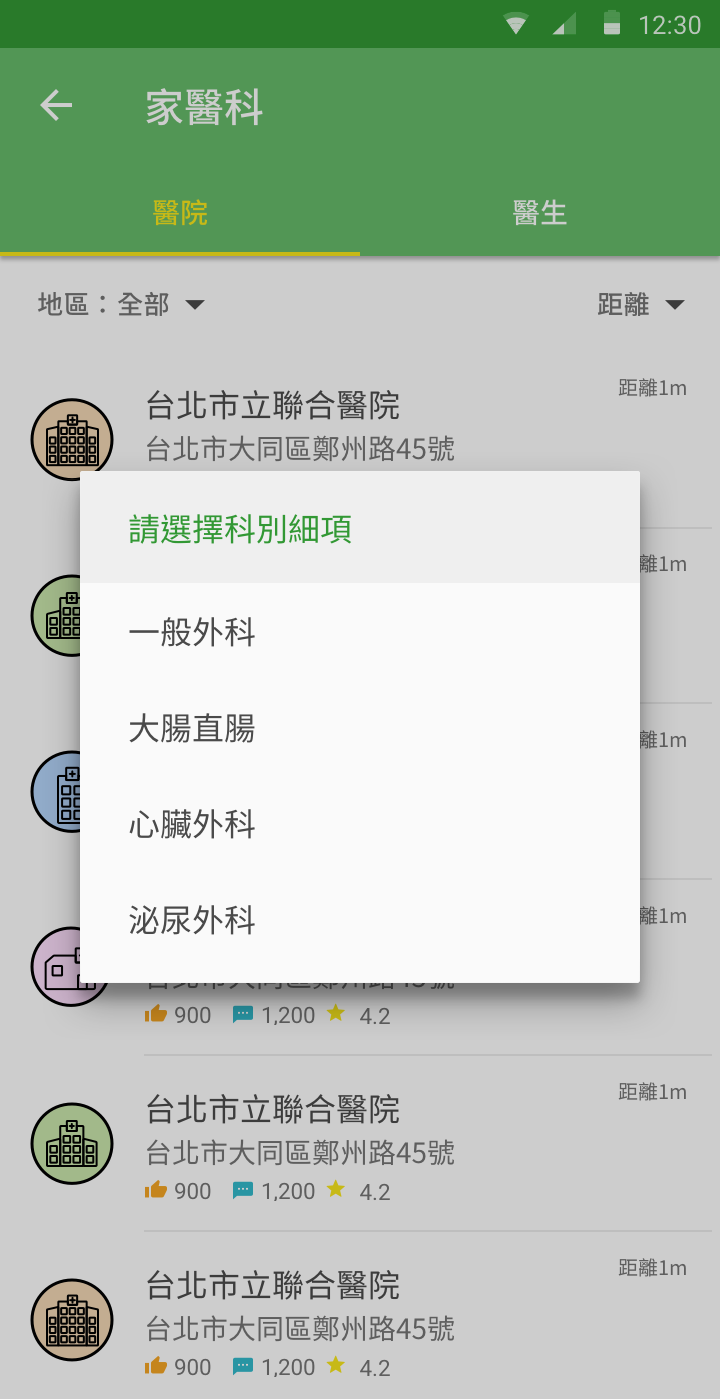 12:30
家醫科
醫院 醫生
地區：全部 距離
台北市立聯合醫院 距離1m
台北市大同區鄭州路45號
請選擇科別細項
離1m
一般外科
大腸直腸
離1m
心臟外科
泌尿外科
離1m
900 1,200 4.2
台北市立聯合醫院 距離1m
台北市大同區鄭州路45號
900 1,200 4.2
台北市立聯合醫院 距離1m
台北市大同區鄭州路45號
900 1,200 4.2